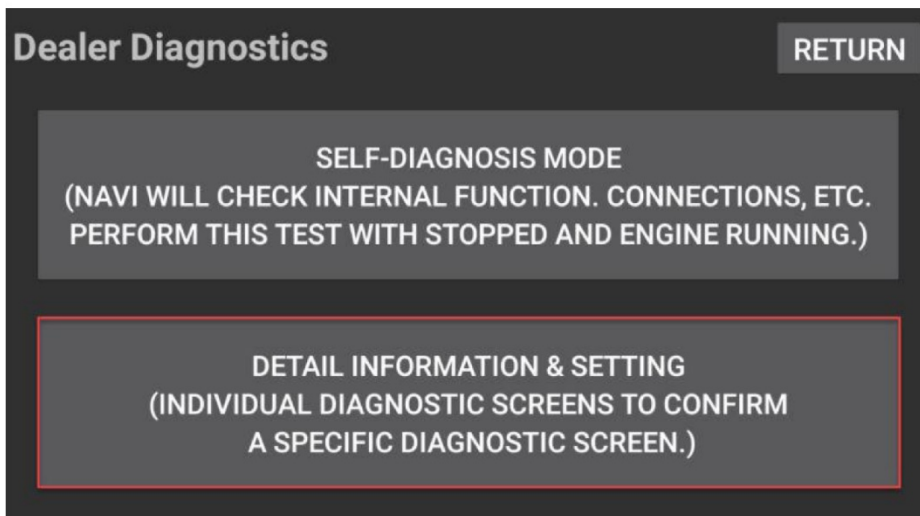 Dealer Diagnostics
RETURN
SELF-DIAGNOSIS MODE
(NAVI WILL CHECK INTERNAL FUNCTION. CONNECTIONS, ETC.
PERFORM THIS TEST WITH STOPPED AND ENGINE RUNNING.)
DETAIL INFORMATION & SETTING
(INDIVIDUAL DIAGNOSTIC SCREENS TO CONFIRM
A SPECIFIC DIAGNOSTIC SCREEN.)